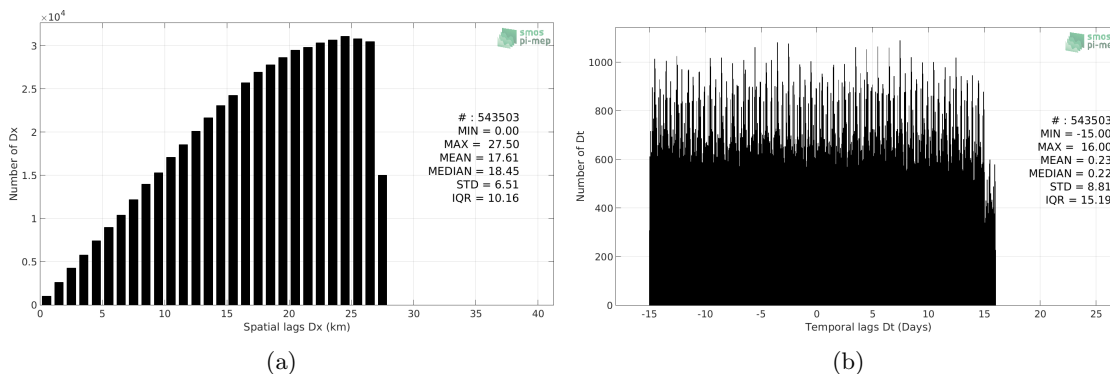 ×10⁴
3
2.5
2
1.5
1
0.5
0
Number of Dx
smos
pi-mep
# : 543503
MIN = 0.00
MAX = 27.50
MEAN = 17.61
MEDIAN = 18.45
STD = 6.51
IQR = 10.16
0 5 10 15 20 25 30 35 40
Spatial lags Dx (km)
(a)
1000
800
600
400
200
0
Number of Dt
smos
pi-mep
# : 543503
MIN = -15.00
MAX = 16.00
MEAN = 0.23
MEDIAN = 0.22
STD = 8.81
IQR = 15.19
-15 -10 -5 0 5 10 15 20 25
Temporal lags Dt (Days)
(b)